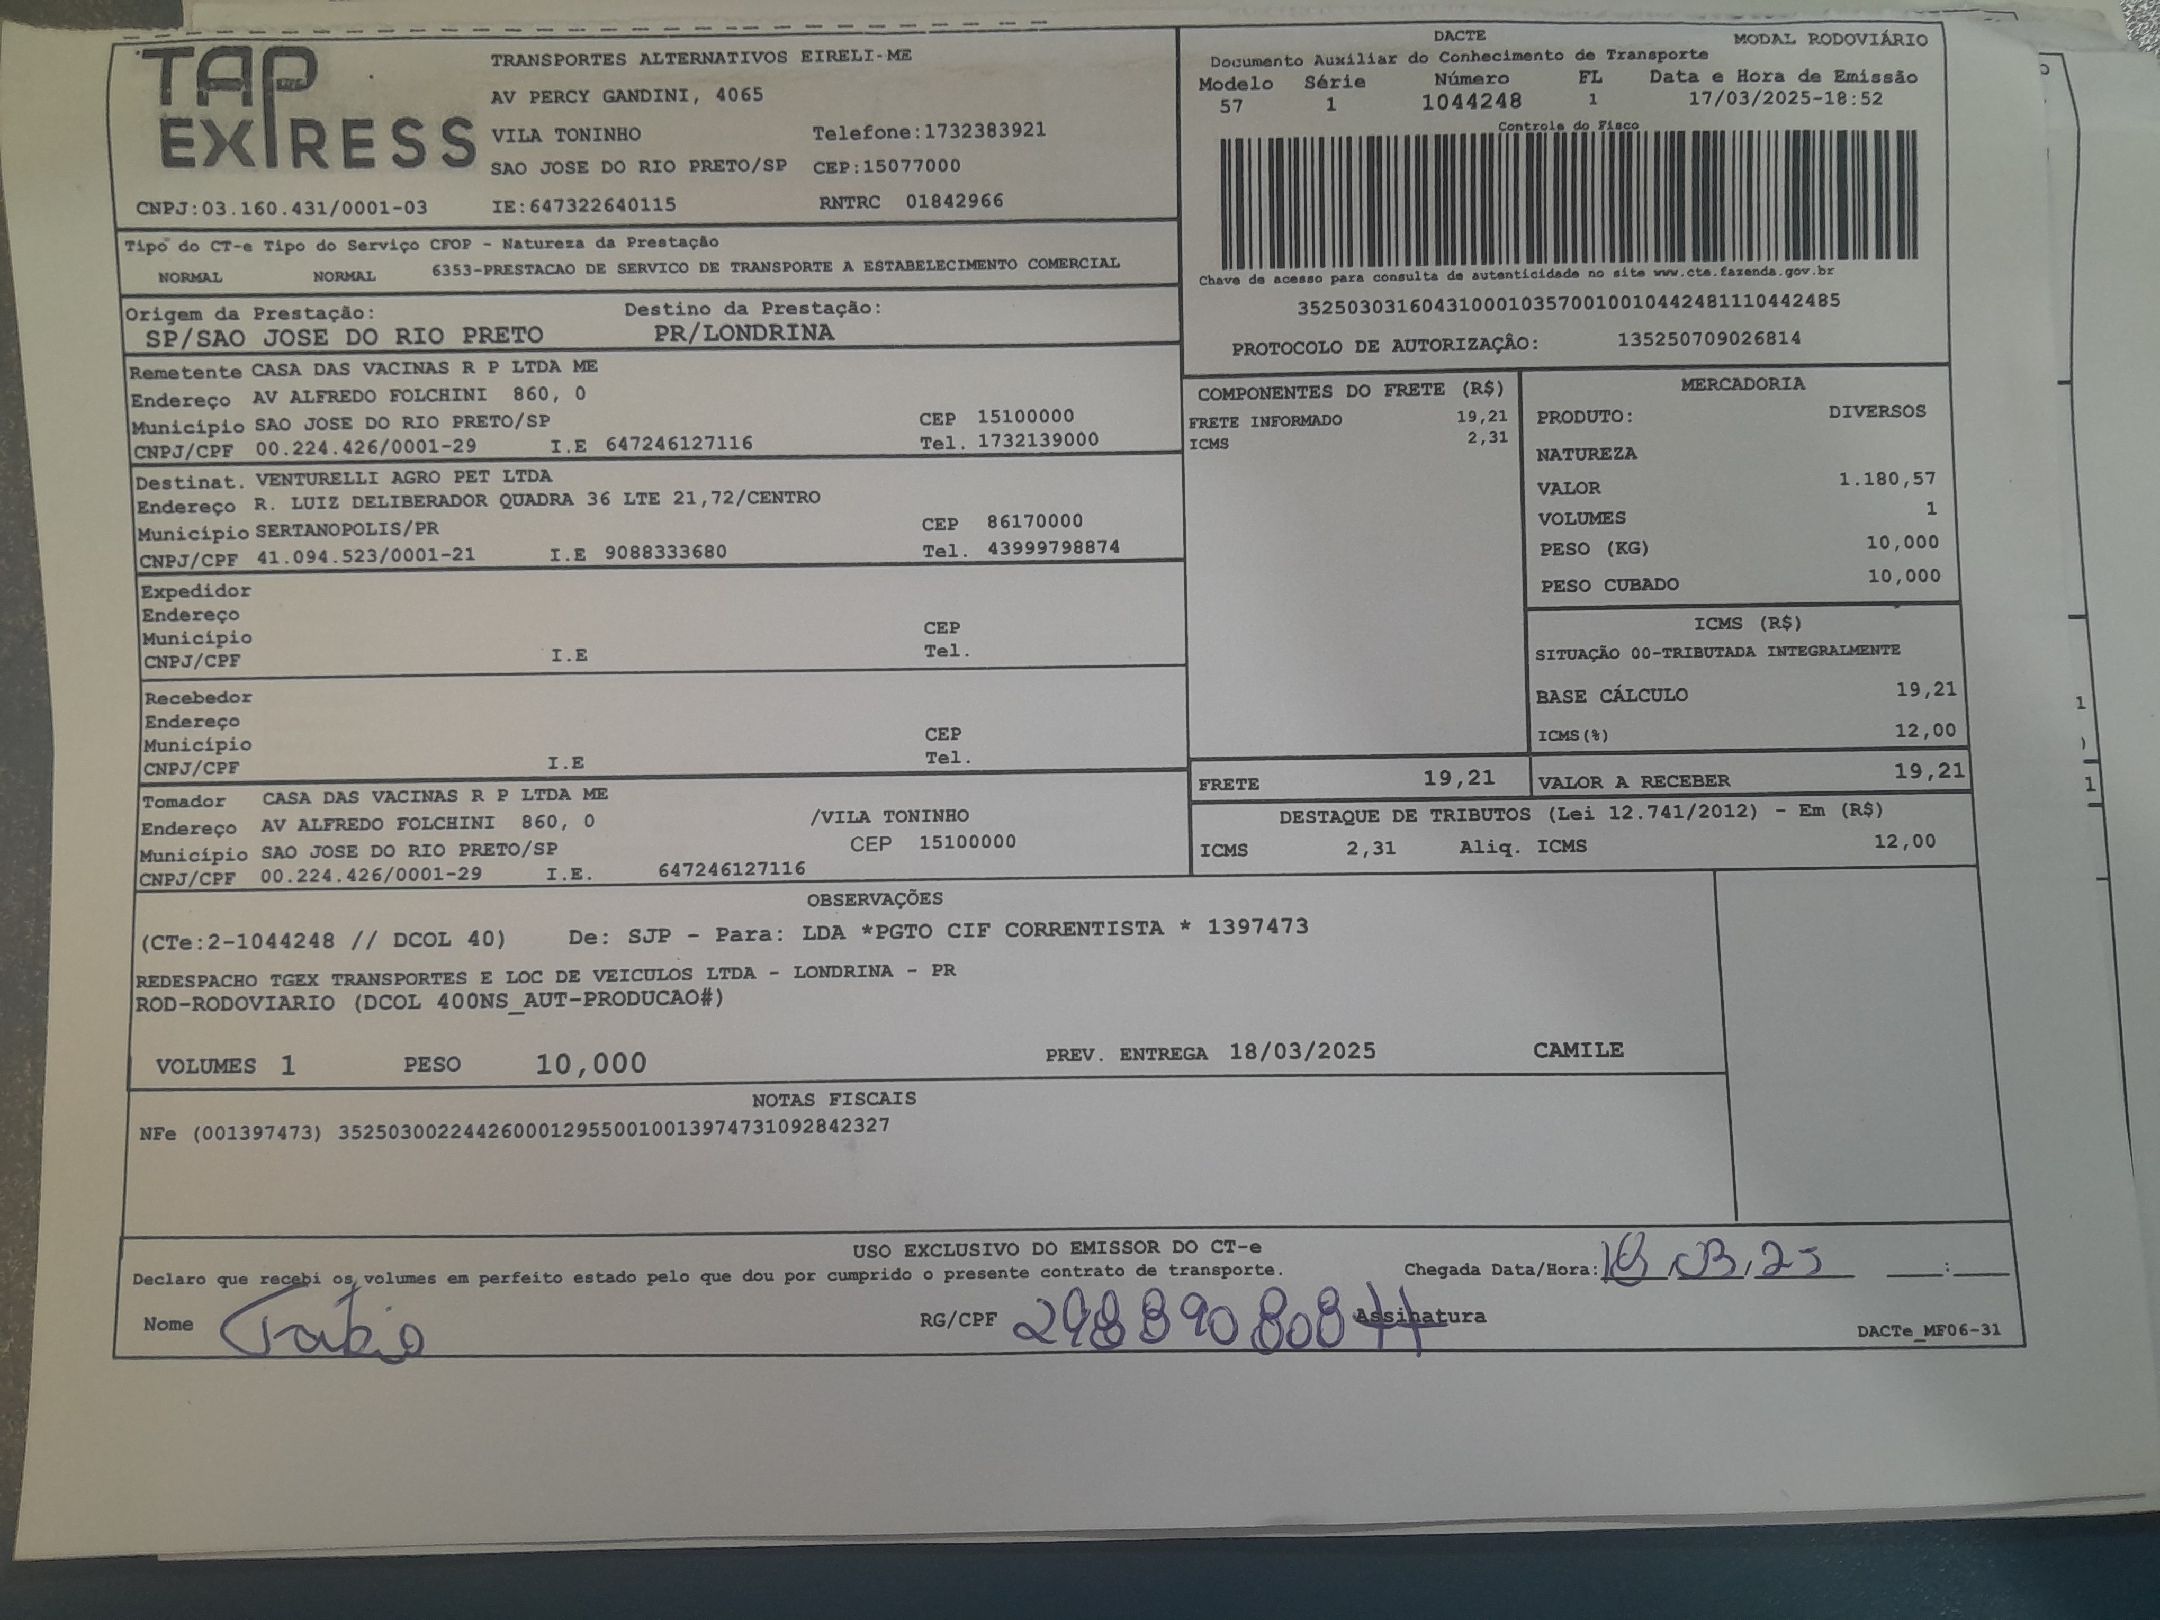 TAP EXPRESS
TRANSPORTES ALTERNATIVOS EIRELI-ME
AV PERCY GANDINI, 4065
VILA TONINHO Telefone:1732383921
SAO JOSE DO RIO PRETO/SP CEP:15077000
CNPJ:03.160.431/0001-03 IE:647322640115 RNTRC 01842966
DACTE MODAL RODOVIÁRIO
Documento Auxiliar do Conhecimento de Transporte
Modelo Série Número FL Data e Hora de Emissão
57 1 1044248 1 17/03/2025-18:52
Controle do Fisco
Chave de acesso para consulta de autenticidade no site www.cte.fazenda.gov.br
35250303160431000103570010010442481110442485
PROTOCOLO DE AUTORIZAÇÃO: 135250709026814
Tipo do CT-e Tipo do Serviço CFOP - Natureza da Prestação
NORMAL NORMAL 6353-PRESTACAO DE SERVICO DE TRANSPORTE A ESTABELECIMENTO COMERCIAL
Origem da Prestação: Destino da Prestação:
SP/SAO JOSE DO RIO PRETO PR/LONDRINA
Remetente CASA DAS VACINAS R P LTDA ME
Endereço AV ALFREDO FOLCHINI 860, 0
Município SAO JOSE DO RIO PRETO/SP CEP 15100000
CNPJ/CPF 00.224.426/0001-29 I.E 647246127116 Tel. 1732139000
Destinat. VENTURELLI AGRO PET LTDA
Endereço R. LUIZ DELIBERADOR QUADRA 36 LTE 21,72/CENTRO
Município SERTANOPOLIS/PR CEP 86170000
CNPJ/CPF 41.094.523/0001-21 I.E 9088333680 Tel. 43999798874
Expedidor
Endereço
Município CEP
CNPJ/CPF I.E Tel.
Recebedor
Endereço
Município CEP
CNPJ/CPF I.E Tel.
Tomador CASA DAS VACINAS R P LTDA ME
Endereço AV ALFREDO FOLCHINI 860, 0 /VILA TONINHO
Município SAO JOSE DO RIO PRETO/SP CEP 15100000
CNPJ/CPF 00.224.426/0001-29 I.E. 647246127116
COMPONENTES DO FRETE (R$)
FRETE INFORMADO 19,21
ICMS 2,31
MERCADORIA
PRODUTO: DIVERSOS
NATUREZA
VALOR 1.180,57
VOLUMES 1
PESO (KG) 10,000
PESO CUBADO 10,000
ICMS (R$)
SITUAÇÃO 00-TRIBUTADA INTEGRALMENTE
BASE CÁLCULO 19,21
ICMS(%) 12,00
FRETE 19,21 VALOR A RECEBER 19,21
DESTAQUE DE TRIBUTOS (Lei 12.741/2012) - Em (R$)
ICMS 2,31 Aliq. ICMS 12,00
OBSERVAÇÕES
(CTe:2-1044248 // DCOL 40) De: SJP - Para: LDA *PGTO CIF CORRENTISTA * 1397473
REDESPACHO TGEX TRANSPORTES E LOC DE VEICULOS LTDA - LONDRINA - PR
ROD-RODOVIARIO (DCOL 400NS_AUT-PRODUCAO#)
VOLUMES 1 PESO 10,000 PREV. ENTREGA 18/03/2025 CAMILE
NOTAS FISCAIS
NFe (001397473) 35250300224426000129550010013974731092842327
USO EXCLUSIVO DO EMISSOR DO CT-e
Declaro que recebi os volumes em perfeito estado pelo que dou por cumprido o presente contrato de transporte. Chegada Data/Hora: __:__
Nome Fábio RG/CPF Assinatura
DACTe_MF06-31